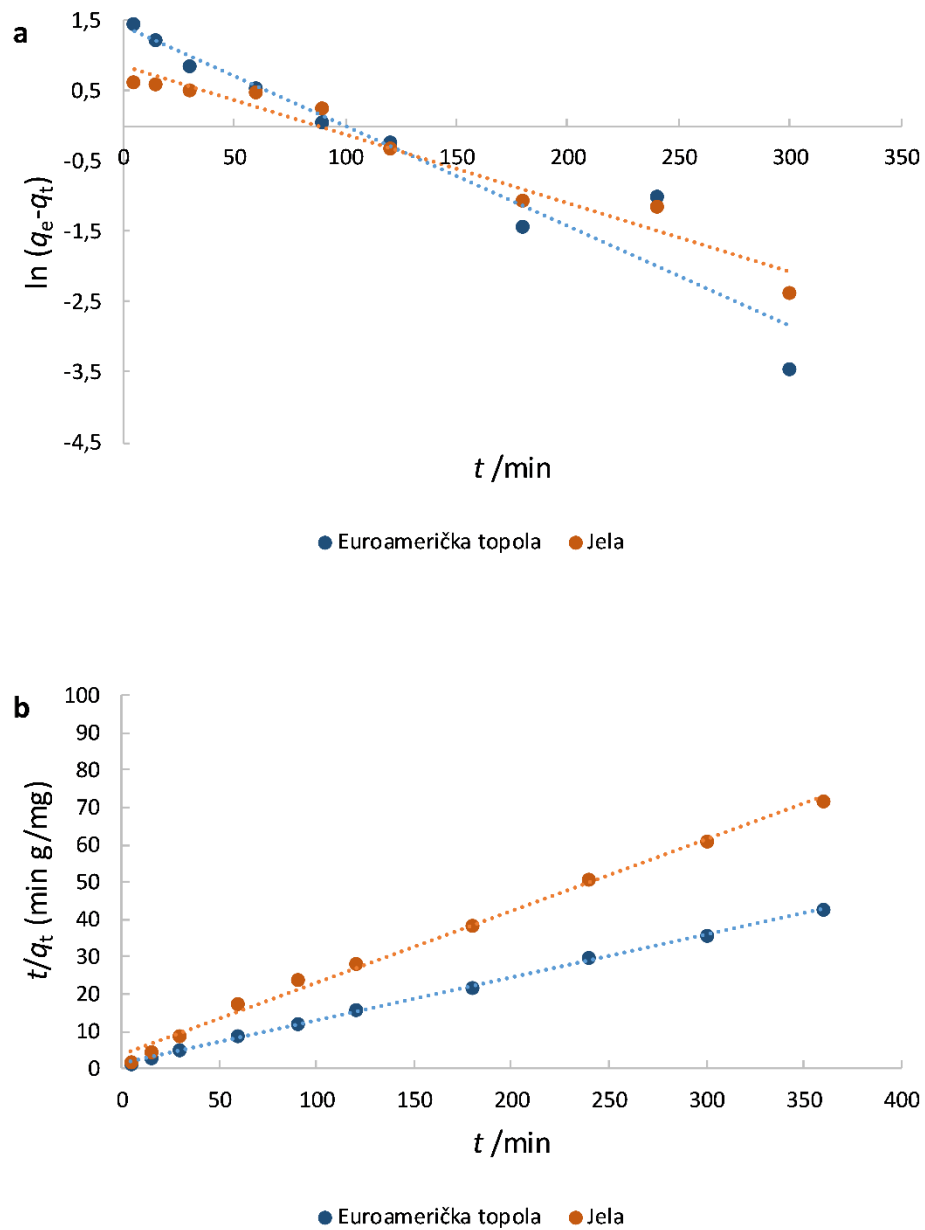 a
1,5
0,5
-0,5
-1,5
-2,5
-3,5
-4,5
0 50 100 150 200 250 300 350
ln (qe-qt)
t /min
Euroamerička topola Jela
b
100
90
80
70
60
50
40
30
20
10
0
0 50 100 150 200 250 300 350 400
t/qt (min g/mg)
t /min
Euroamerička topola Jela